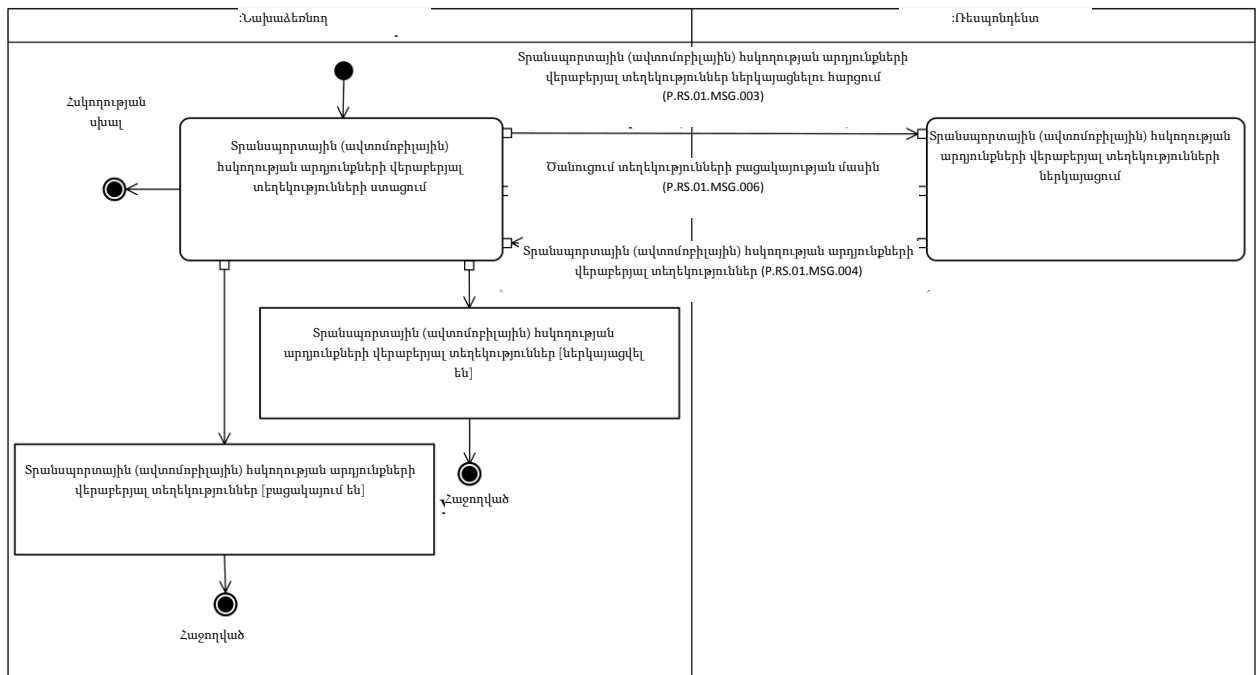 :Նախաձեռնող
:Ռեսպոնդենտ
Տրանսպորտային (ավտոմոբիլային) հսկողության արդյունքների
վերաբերյալ տեղեկություններ ներկայացնելու հարցում
(P.RS.01.MSG.003)
Հսկողության
սխալ
Տրանսպորտային (ավտոմոբիլային)
հսկողության արդյունքների վերաբերյալ
տեղեկությունների ստացում
Տրանսպորտային (ավտոմոբիլային) հսկողության
արդյունքների վերաբերյալ տեղեկությունների
ներկայացում
Ծանուցում տեղեկությունների բացակայության մասին
(P.RS.01.MSG.006)
Տրանսպորտային (ավտոմոբիլային) հսկողության արդյունքների
վերաբերյալ տեղեկություններ (P.RS.01.MSG.004)
Տրանսպորտային (ավտոմոբիլային) հսկողության
արդյունքների վերաբերյալ տեղեկություններ [ներկայացվել
են]
Տրանսպորտային (ավտոմոբիլային) հսկողության արդյունքների
վերաբերյալ տեղեկություններ [բացակայում են]
Հաջողված
Հաջողված